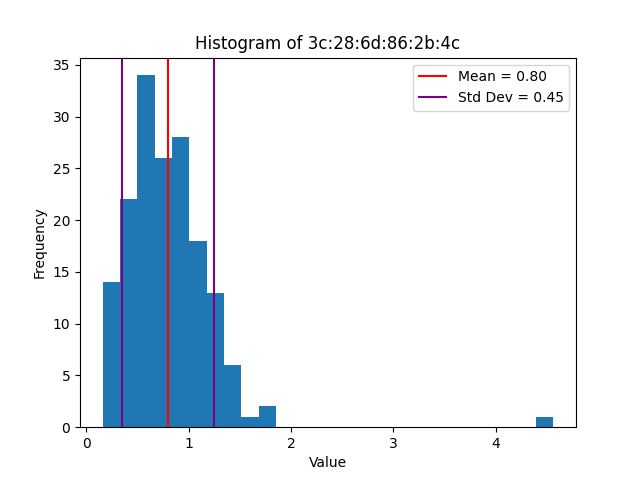 Histogram of 3c:28:6d:86:2b:4c
Mean = 0.80
Std Dev = 0.45
Frequency
35
30
25
20
15
10
5
0
0 1 2 3 4
Value